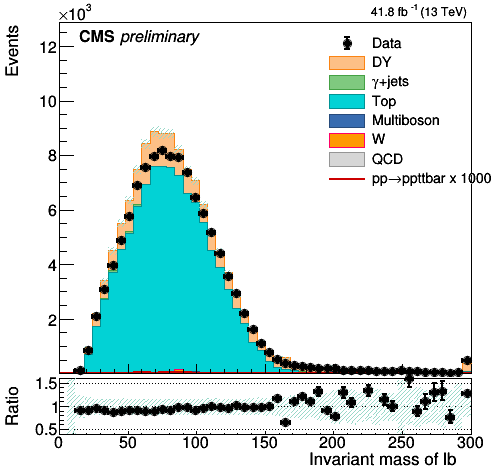 ×10³
41.8 fb⁻¹ (13 TeV)
Events
CMS preliminary
12
10
8
6
4
2
Data
DY
γ+jets
Top
Multiboson
W
QCD
pp→ppttbar x 1000
Ratio
1.5
1
0.5
0 50 100 150 200 250 300
Invariant mass of lb